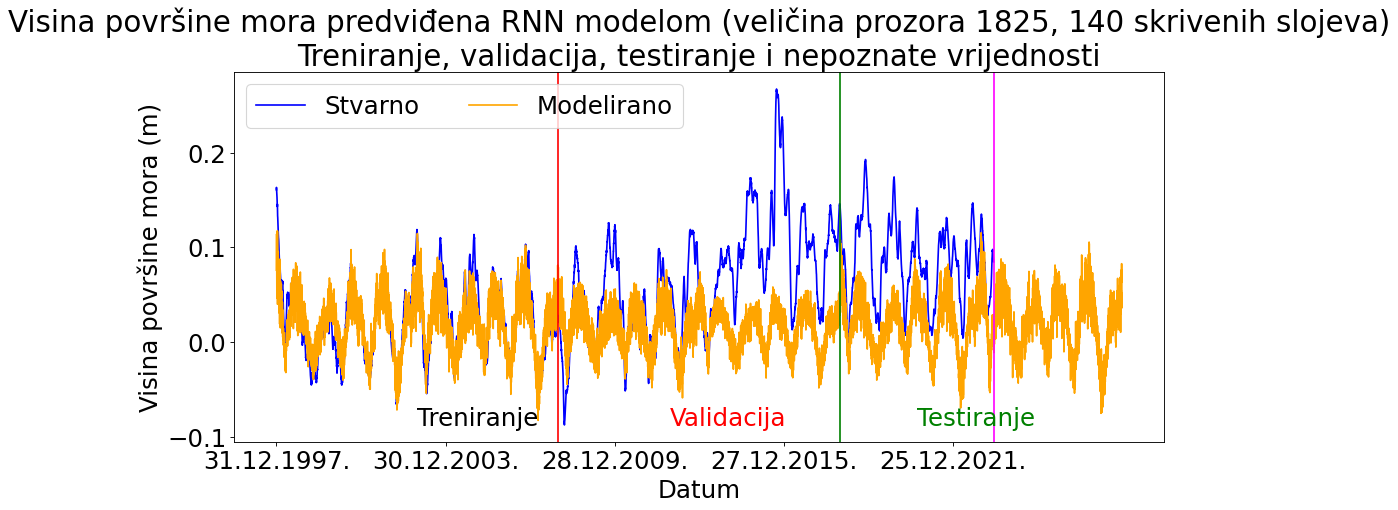 Visina površine mora predviđena RNN modelom (veličina prozora 1825, 140 skrivenih slojeva)
Treniranje, validacija, testiranje i nepoznate vrijednosti
Stvarno Modelirano
Visina površine mora (m)
0.2
0.1
0.0
−0.1
Treniranje Validacija Testiranje
31.12.1997. 30.12.2003. 28.12.2009. 27.12.2015. 25.12.2021.
Datum